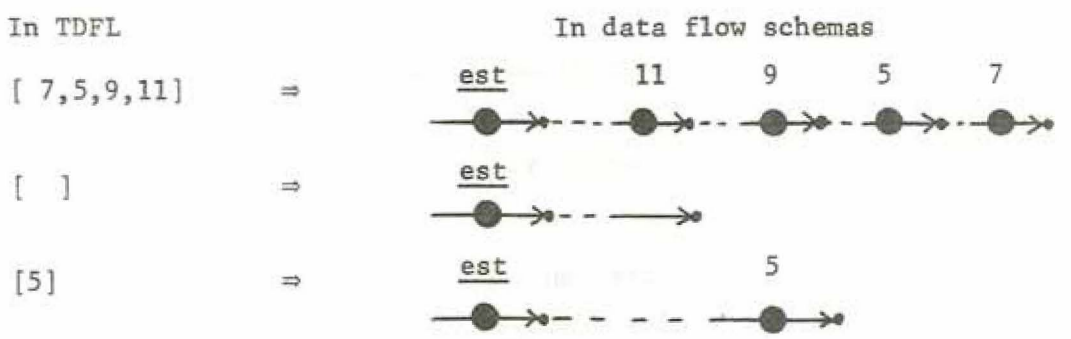 In TDFL In data flow schemas
[ 7,5,9,11] ⇒ est 11 9 5 7
[ ] ⇒ est
[5] ⇒ est 5